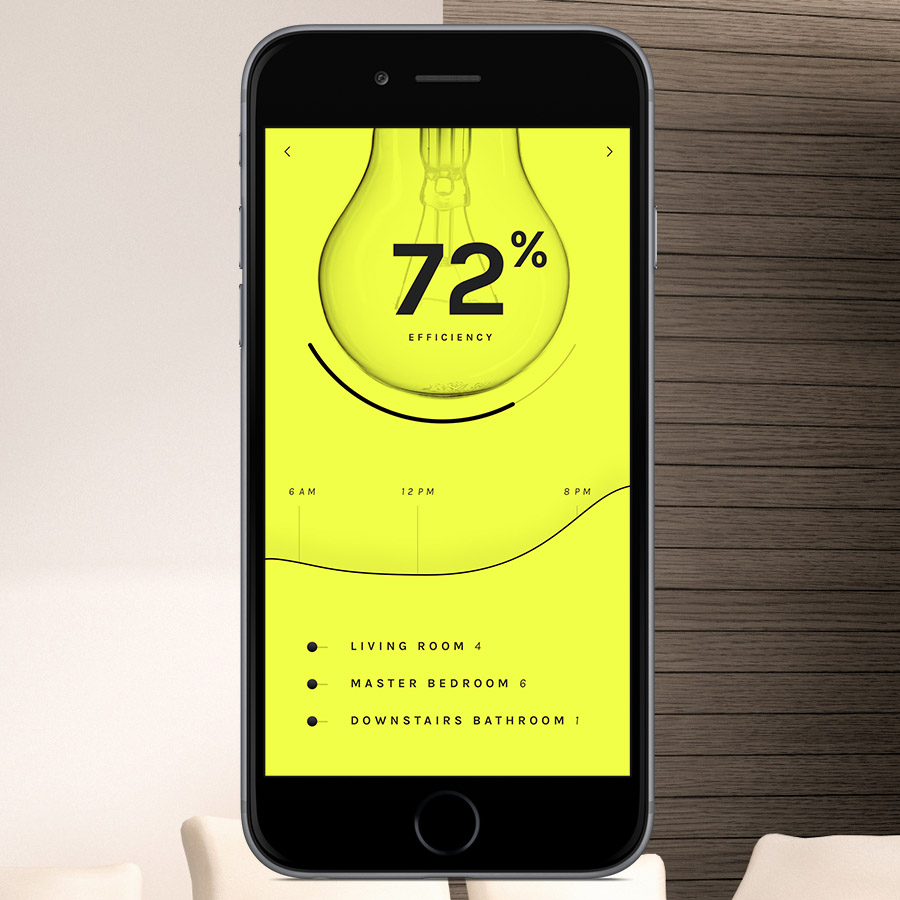 72%
EFFICIENCY
6 AM 12 PM 8 PM
LIVING ROOM 4
MASTER BEDROOM 6
DOWNSTAIRS BATHROOM 1